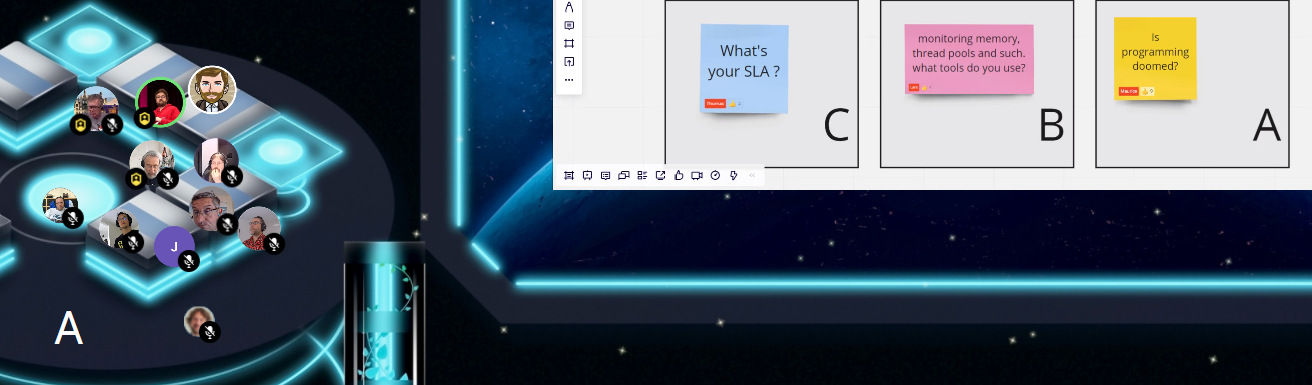 What's
your SLA ?
Thomas
C
monitoring memory,
thread pools and such.
what tools do you use?
B
Is
programming
doomed?
Maurice
A
J
A